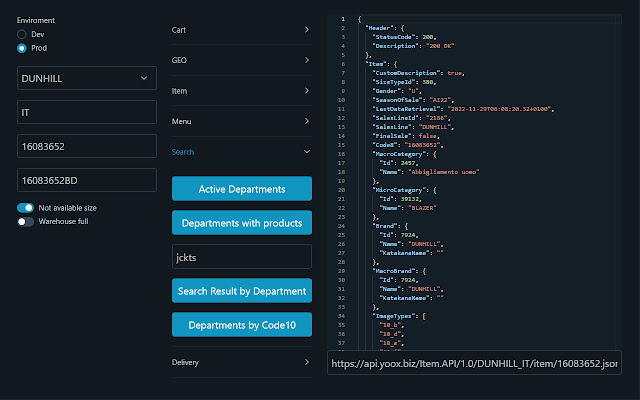 Enviroment
Dev
Prod
DUNHILL
IT
16083652
16083652BD
Not available size
Warehouse full
Cart
GEO
Item
Menu
Search
Active Departments
Departments with products
jckts
Search Result by Department
Departments by Code10
Delivery
1 {
2 "Header": {
3 "StatusCode": 200,
4 "Description": "200 OK"
5 },
6 "Item": {
7 "CustomDescription": true,
8 "SizeTypeId": 380,
9 "Gender": "U",
10 "SeasonOfSale": "AI22",
11 "LastDataRetrieval": "2022-11-29T06:08:20.32+0100",
12 "SalesLineId": "2186",
13 "SalesLine": "DUNHILL",
14 "FinalSale": false,
15 "Code8": "16083652",
16 "MacroCategory": {
17 "Id": 2457,
18 "Name": "Abbigliamento uomo"
19 },
20 "MicroCategory": {
21 "Id": 39132,
22 "Name": "BLAZER"
23 },
24 "Brand": {
25 "Id": 7924,
26 "Name": "DUNHILL",
27 "KatakanaName": ""
28 },
29 "MacroBrand": {
30 "Id": 7924,
31 "Name": "DUNHILL",
32 "KatakanaName": ""
33 },
34 "ImageTypes": [
35 "10_b",
36 "10_d",
37 "10_e",
https://api.yoox.biz/Item.API/1.0/DUNHILL_IT/item/16083652.json